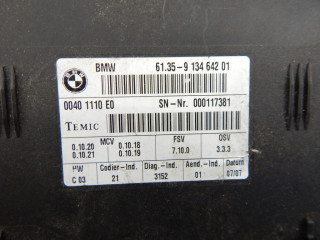 BMW 61.35-9 134 642 01
0040 1110 E0 SN-Nr. 000117381
TEMIC
MCV FSV OSV
0.10.20 0.10.18 7.10.0 3.3.3
0.10.21 0.10.19
HW Codier-Ind. Diag.-Ind. Aend.-Ind. Datum
C 03 21 3152 01 07/07